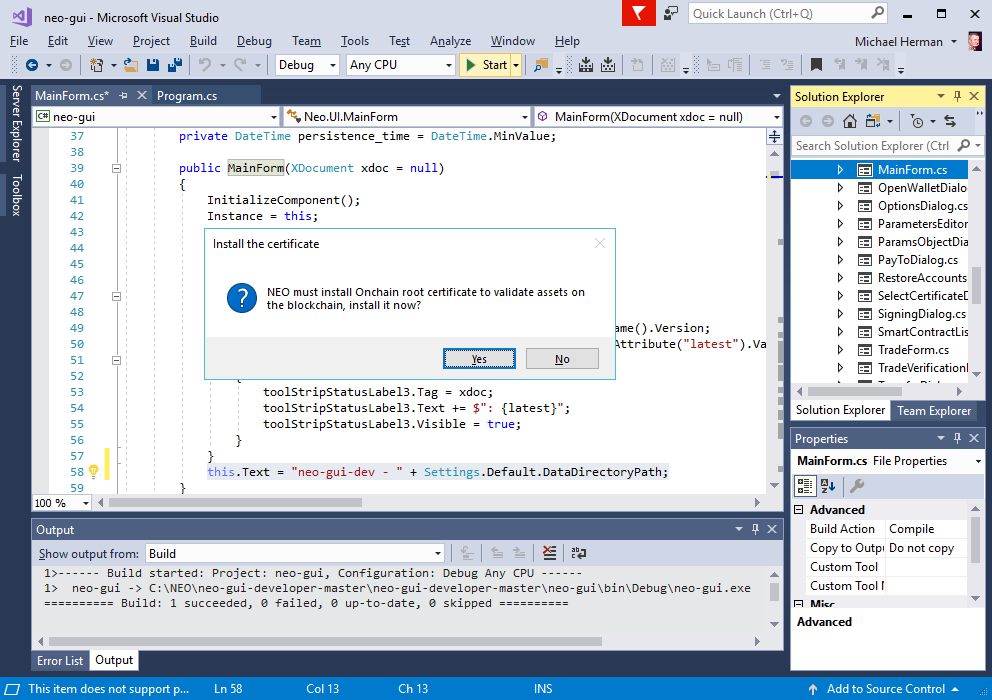 neo-gui - Microsoft Visual Studio
Quick Launch (Ctrl+Q)
File Edit View Project Build Debug Team Tools Test Analyze Window Help
Michael Herman
Debug Any CPU Start
Server Explorer
Toolbox
MainForm.cs* Program.cs
C# neo-gui Neo.UI.MainForm MainForm(XDocument xdoc = null)
37 private DateTime persistence_time = DateTime.MinValue;
38
39 public MainForm(XDocument xdoc = null)
40 {
41 InitializeComponent();
42 Instance = this;
43
44
45
46
47
48
49 ame().Version;
50 Attribute("latest").Va
51
52 {
53 toolStripStatusLabel3.Tag = xdoc;
54 toolStripStatusLabel3.Text += $": {latest}";
55 toolStripStatusLabel3.Visible = true;
56 }
57 }
58 this.Text = "neo-gui-dev - " + Settings.Default.DataDirectoryPath;
59 }
100 %
Install the certificate
NEO must install Onchain root certificate to validate assets on
the blockchain, install it now?
Yes No
Output
Show output from: Build
1>------ Build started: Project: neo-gui, Configuration: Debug Any CPU ------
1> neo-gui -> C:\NEO\neo-gui-developer-master\neo-gui-developer-master\neo-gui\bin\Debug\neo-gui.exe
========== Build: 1 succeeded, 0 failed, 0 up-to-date, 0 skipped ==========
Error List Output
Solution Explorer
Search Solution Explorer (Ctrl
MainForm.cs
OpenWalletDialo
OptionsDialog.cs
ParametersEditor
ParamsObjectDia
PayToDialog.cs
RestoreAccounts
SelectCertificateD
SigningDialog.cs
SmartContractLis
TradeForm.cs
TradeVerificationl
Solution Explorer Team Explorer
Properties
MainForm.cs File Properties
Advanced
Build Action Compile
Copy to Outpu Do not copy
Custom Tool
Custom Tool N
Misc
Advanced
This item does not support p... Ln 58 Col 13 Ch 13 INS Add to Source Control